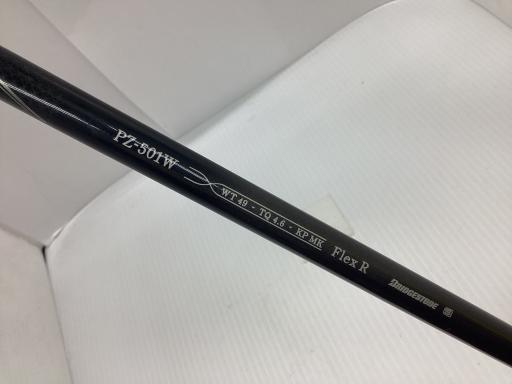 PZ-501W
WT 49 - TQ 4.6 - KP MK
Flex R
BRIDGESTONE